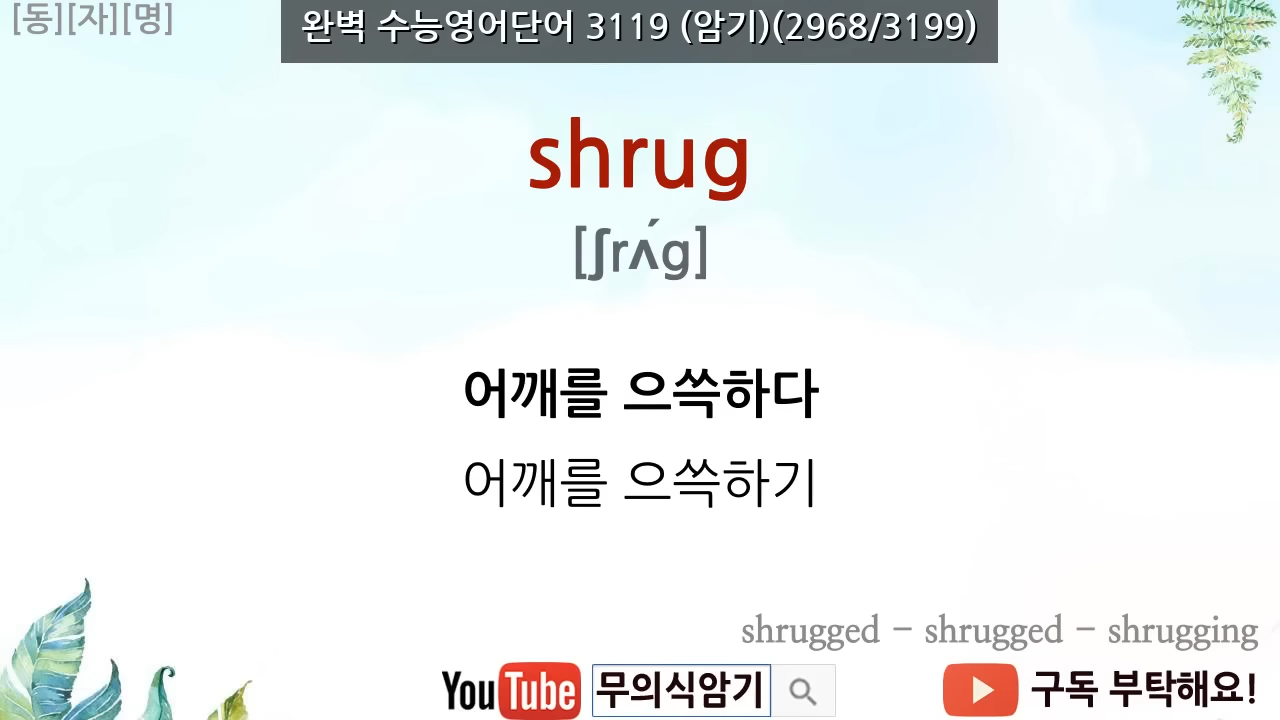 [동][자][명]
완벽 수능영어단어 3119 (암기)(2968/3199)
shrug
[ʃrʌ́g]
어깨를 으쓱하다
어깨를 으쓱하기
shrugged - shrugged - shrugging
YouTube 무의식암기
구독 부탁해요!